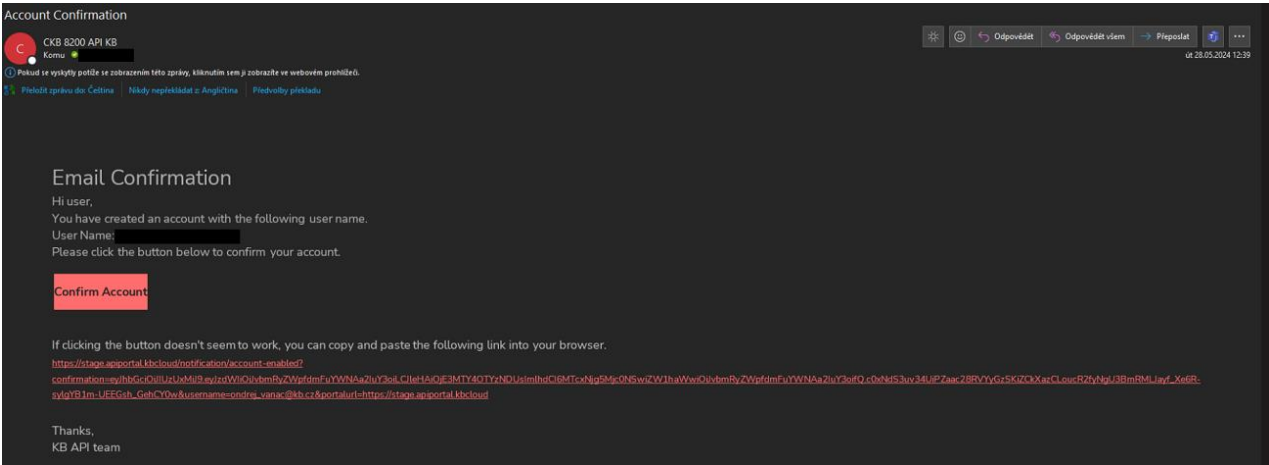 Account Confirmation
C
CKB 8200 API KB
Komu
Odpovědět
Odpovědět všem
Přeposlat
út 28.05.2024 12:39
Pokud se vyskytly potíže se zobrazením této zprávy, kliknutím sem ji zobrazíte ve webovém prohlížeči.
Přeložit zprávu do: Čeština
Nikdy nepřekládat z: Angličtina
Předvolby překladu
Email Confirmation
Hi user,
You have created an account with the following user name.
User Name:
Please click the button below to confirm your account.
Confirm Account
If clicking the button doesn't seem to work, you can copy and paste the following link into your browser.
https://stage.apiportal.kbcloud/notification/account-enabled?
Thanks,
KB API team